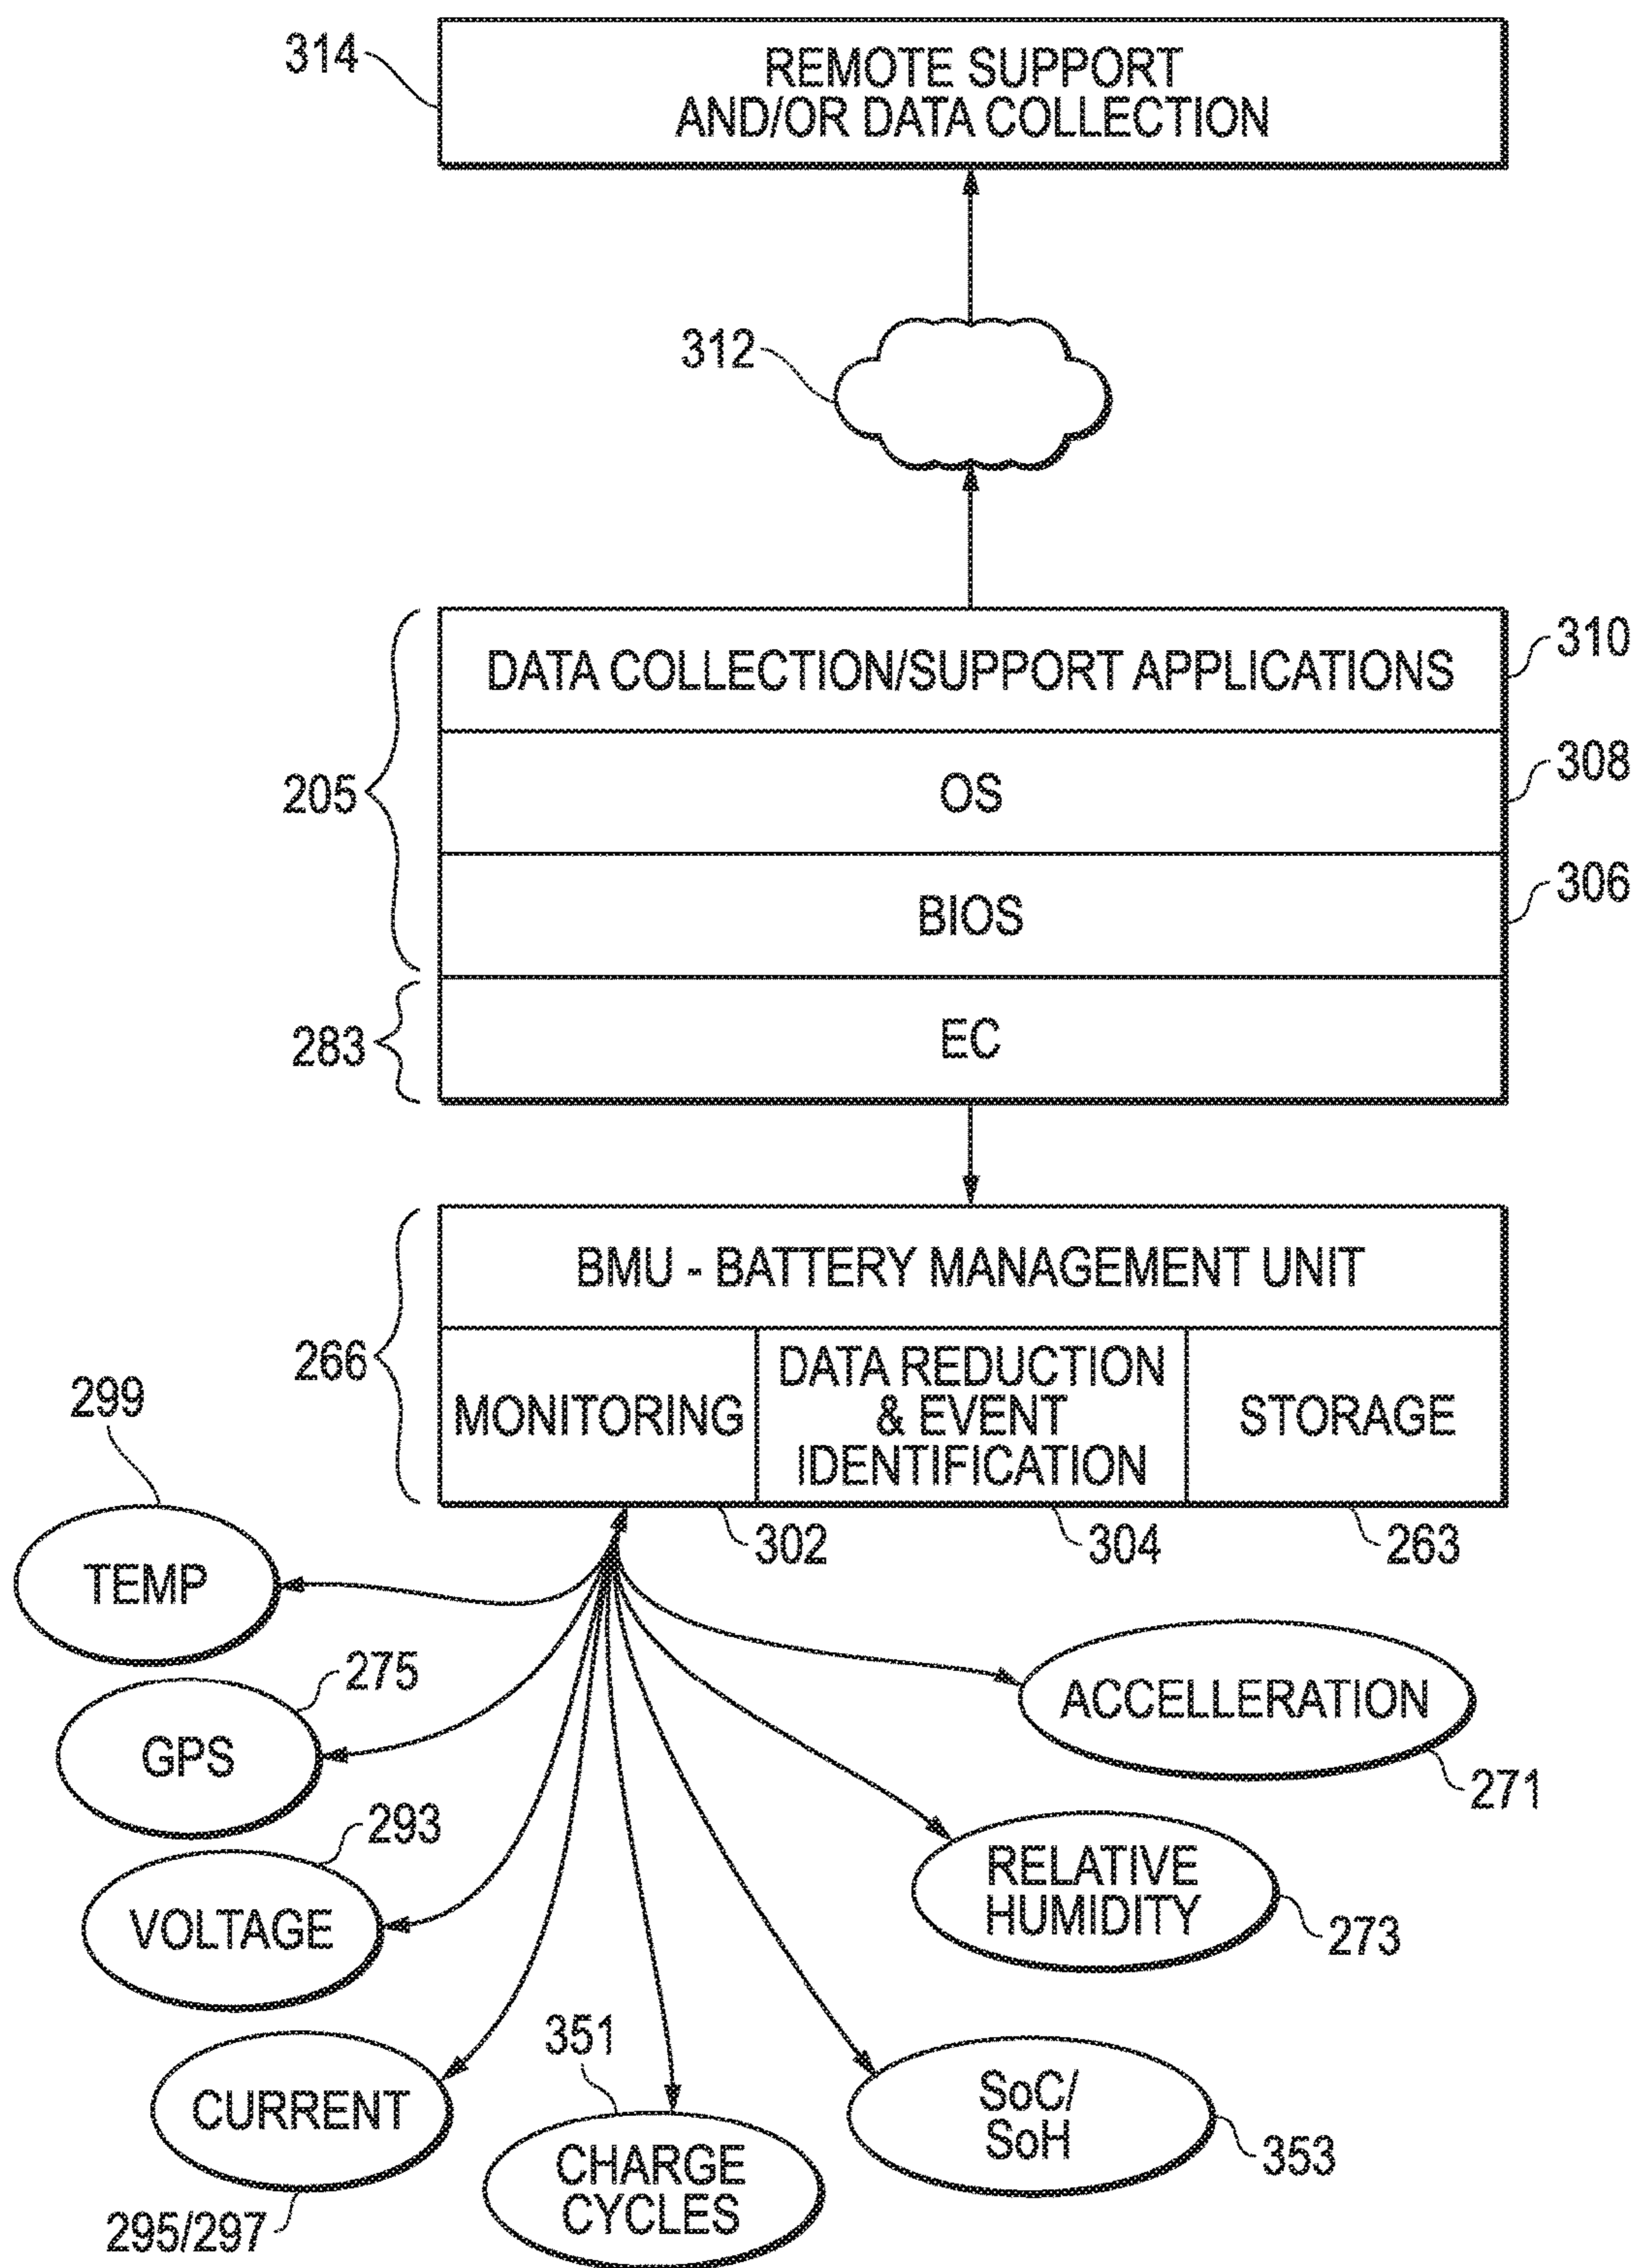 314
REMOTE SUPPORT
AND/OR DATA COLLECTION
312
310
DATA COLLECTION/SUPPORT APPLICATIONS
308
205
OS
306
BIOS
283
EC
BMU - BATTERY MANAGEMENT UNIT
266
MONITORING
DATA REDUCTION
& EVENT
IDENTIFICATION
STORAGE
299
302
304
263
TEMP
275
GPS
ACCELLERATION
271
293
VOLTAGE
RELATIVE
HUMIDITY
273
CURRENT
295/297
351
CHARGE
CYCLES
SoC/
SoH
353